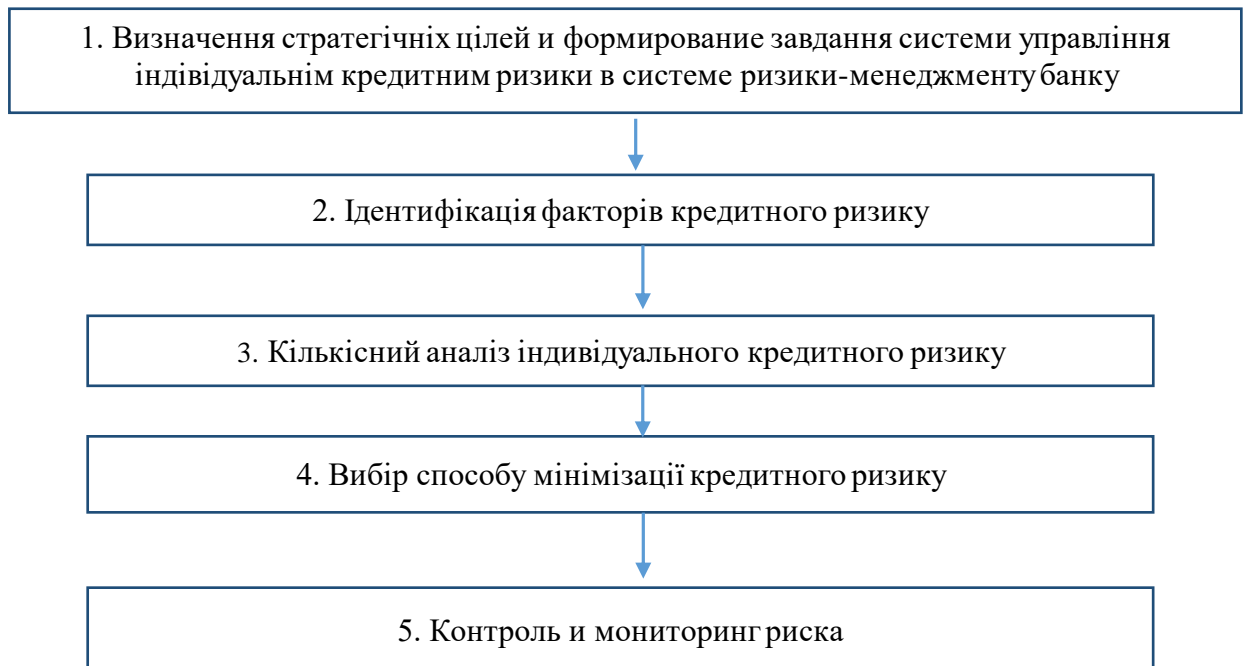 1. Визначення стратегічніх цілей и формирование завдання системи управління
індівідуальнім кредитним ризики в системе ризики-менеджменту банку
2. Ідентифікація факторів кредитного ризику
3. Кількісний аналіз індивідуального кредитного ризику
4. Вибір способу мінімізації кредитного ризику
5. Контроль и мониторинг риска